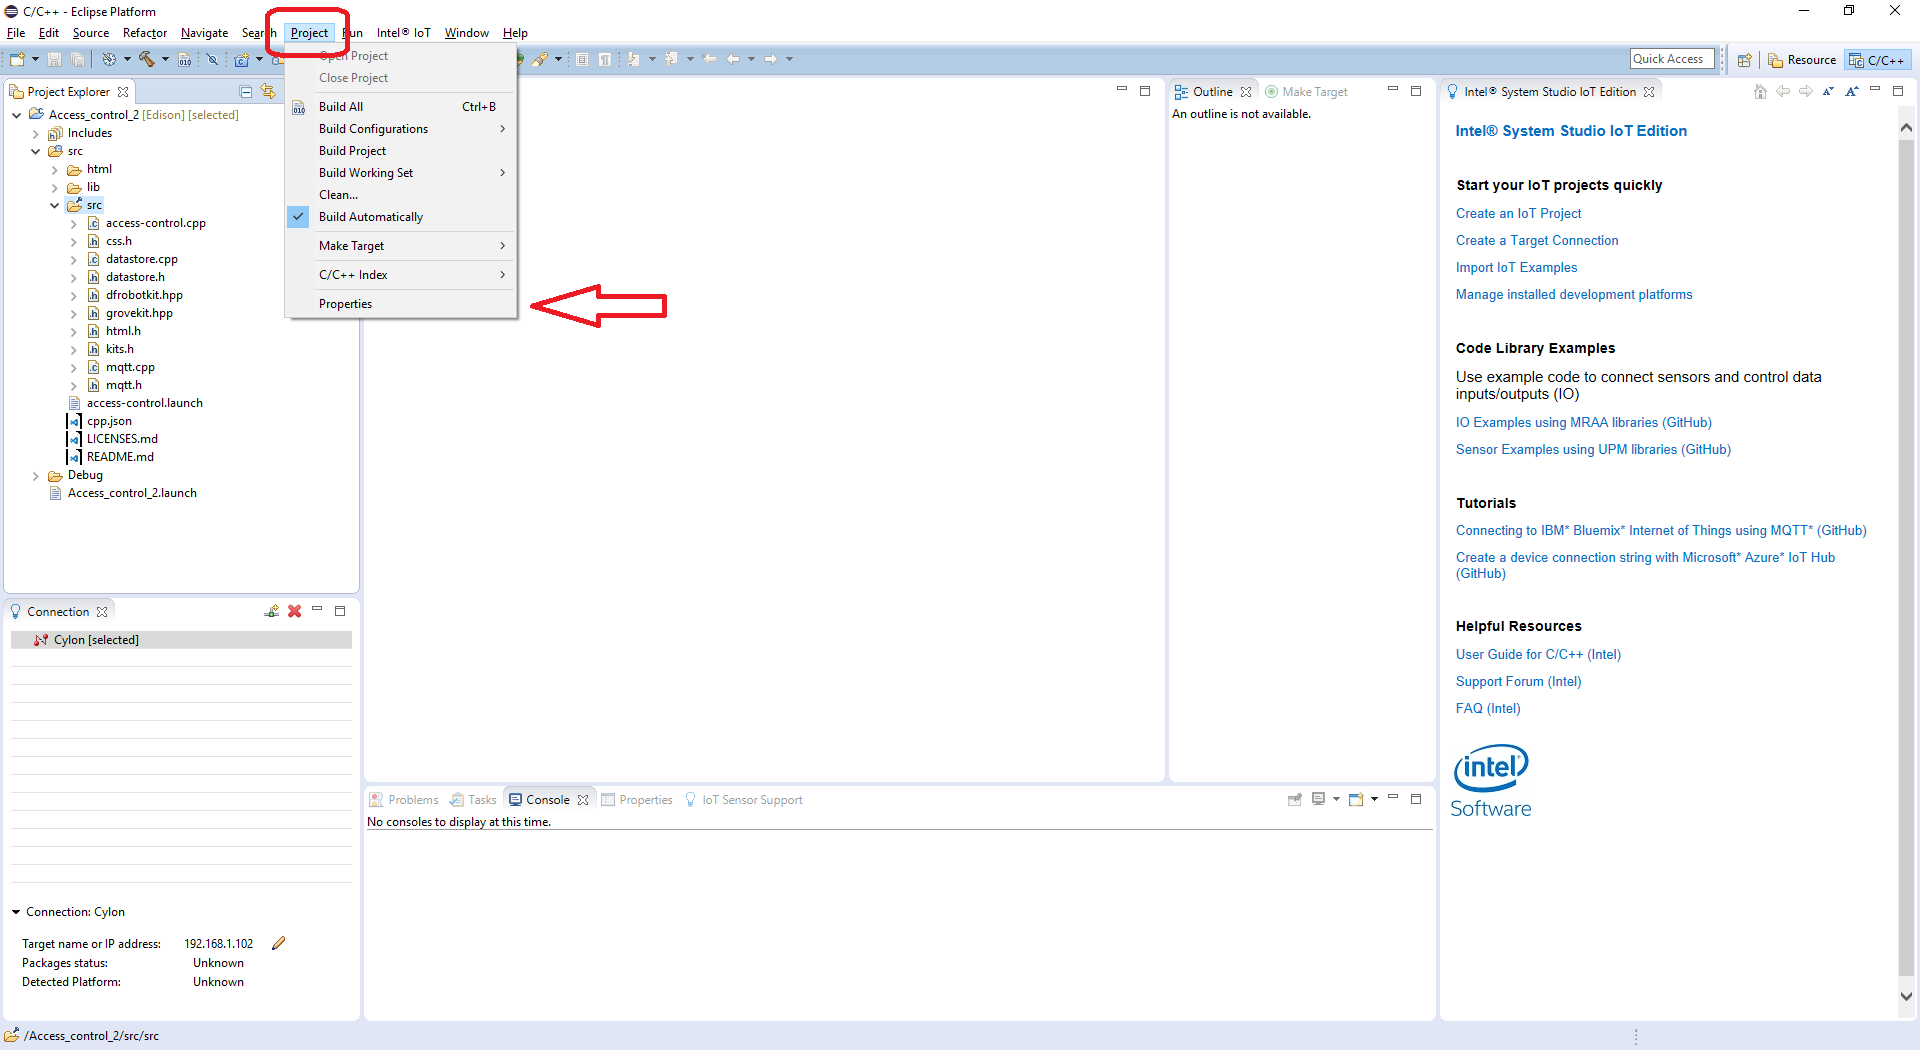 C/C++ - Eclipse Platform
File Edit Source Refactor Navigate Search Project Run Intel® IoT Window Help
Quick Access
Resource
C/C++
Project Explorer
Access_control_2 [Edison] [selected]
Includes
src
html
lib
src
access-control.cpp
css.h
datastore.cpp
datastore.h
dfrobotkit.hpp
grovekit.hpp
html.h
kits.h
mqtt.cpp
mqtt.h
access-control.launch
cpp.json
LICENSES.md
README.md
Debug
Access_control_2.launch
Open Project
Close Project
Build All Ctrl+B
Build Configurations
Build Project
Build Working Set
Clean...
Build Automatically
Make Target
C/C++ Index
Properties
Outline
Make Target
An outline is not available.
Intel® System Studio IoT Edition
Intel® System Studio IoT Edition
Start your IoT projects quickly
Create an IoT Project
Create a Target Connection
Import IoT Examples
Manage installed development platforms
Code Library Examples
Use example code to connect sensors and control data
inputs/outputs (IO)
IO Examples using MRAA libraries (GitHub)
Sensor Examples using UPM libraries (GitHub)
Tutorials
Connecting to IBM* Bluemix* Internet of Things using MQTT* (GitHub)
Create a device connection string with Microsoft* Azure* IoT Hub
(GitHub)
Helpful Resources
User Guide for C/C++ (Intel)
Support Forum (Intel)
FAQ (Intel)
intel
Software
Connection
Cylon [selected]
Connection: Cylon
Target name or IP address: 192.168.1.102
Packages status: Unknown
Detected Platform: Unknown
Problems
Tasks
Console
Properties
IoT Sensor Support
No consoles to display at this time.
/Access_control_2/src/src